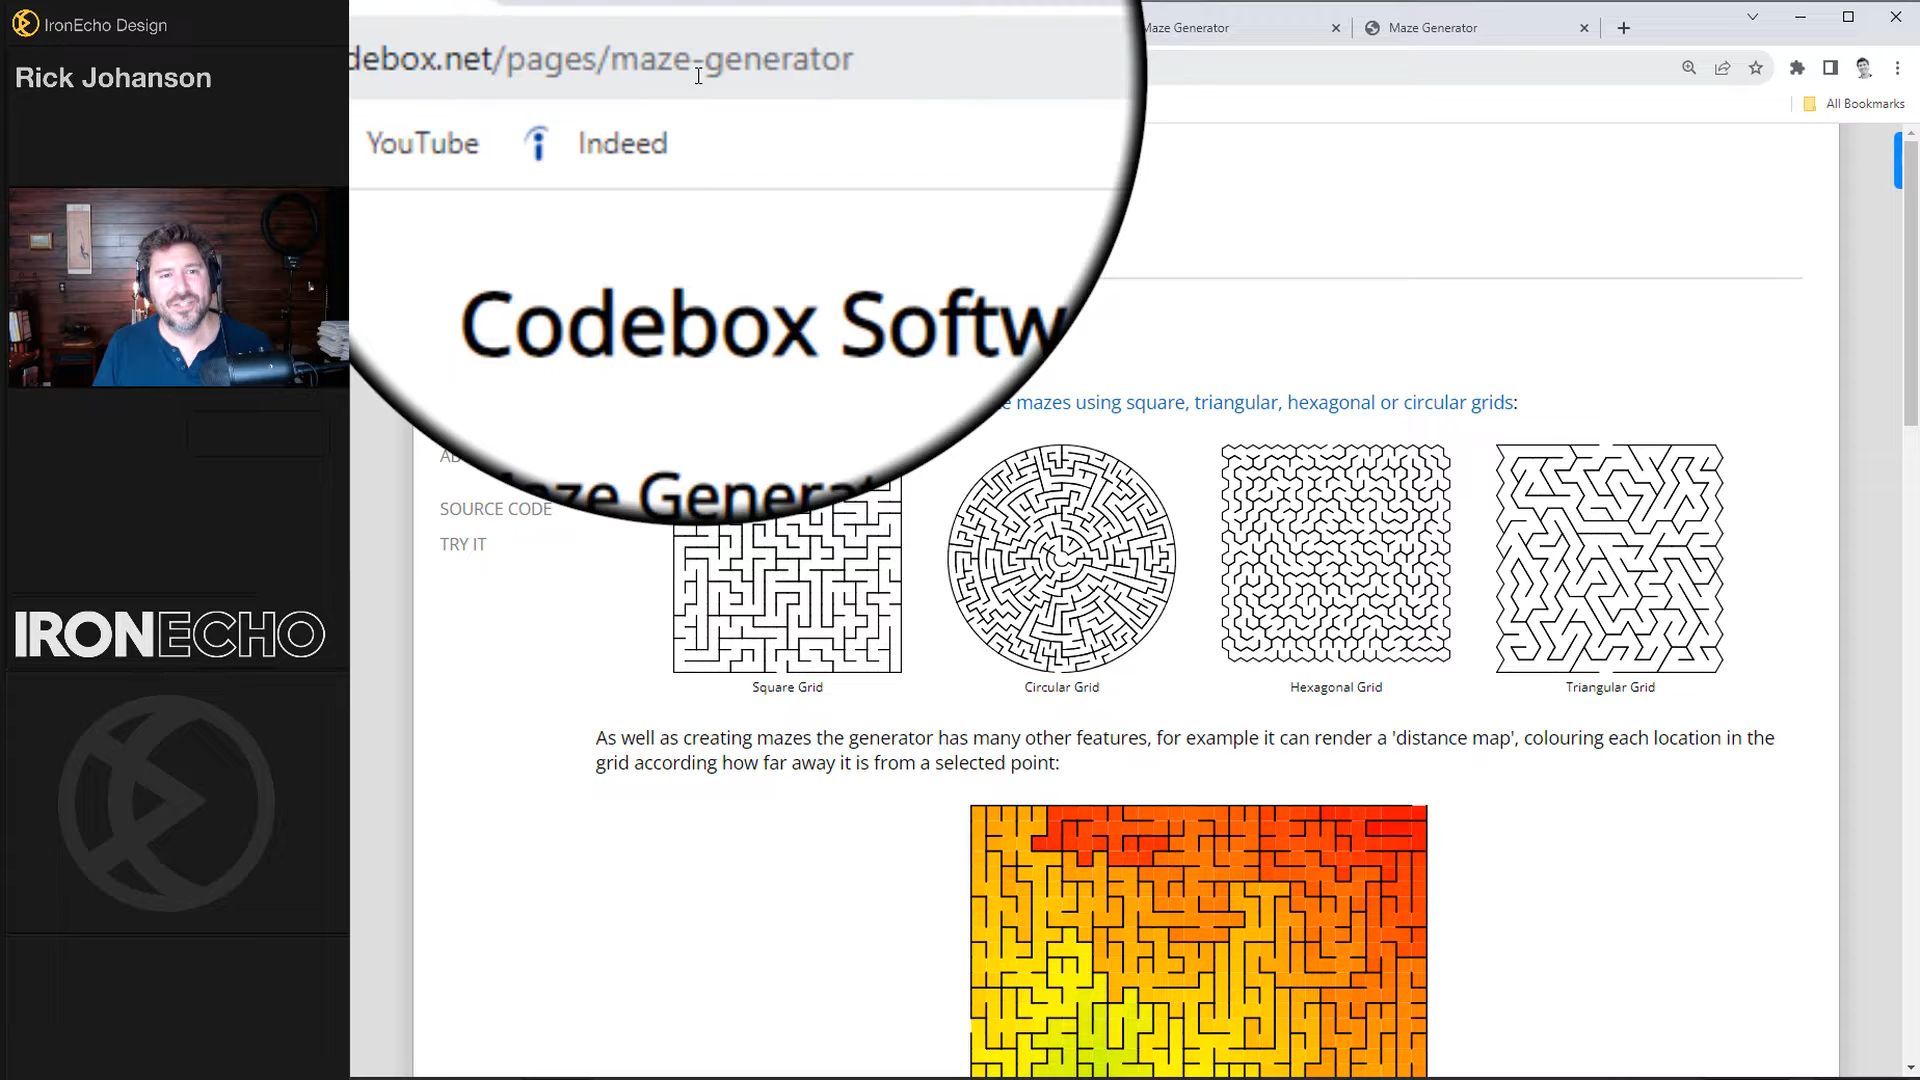 IronEcho Design
Rick Johanson
debox.net/pages/maze-generator
Maze Generator
Maze Generator
All Bookmarks
YouTube
Indeed
Codebox Softw
mazes using square, triangular, hexagonal or circular grids:
Maze Generat
SOURCE CODE
TRY IT
Square Grid
Circular Grid
Hexagonal Grid
Triangular Grid
IRONECHO
As well as creating mazes the generator has many other features, for example it can render a 'distance map', colouring each location in the
grid according how far away it is from a selected point: